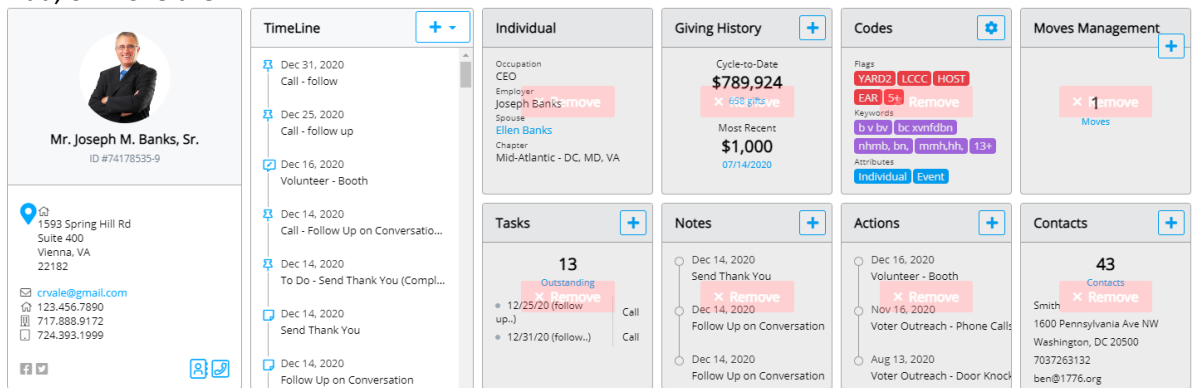 Mr. Joseph M. Banks, Sr.
ID #74178535-9
1593 Spring Hill Rd
Suite 400
Vienna, VA
22182
crvale@gmail.com
123.456.7890
717.888.9172
724.393.1999
TimeLine
Dec 31, 2020
Call - follow
Dec 25, 2020
Call - follow up
Dec 16, 2020
Volunteer - Booth
Dec 14, 2020
Call - Follow Up on Conversatio...
Dec 14, 2020
To Do - Send Thank You (Compl...
Dec 14, 2020
Send Thank You
Dec 14, 2020
Follow Up on Conversation
Individual
Occupation
CEO
Employer
Joseph Banks
Remove
Spouse
Ellen Banks
Chapter
Mid-Atlantic - DC, MD, VA
Giving History
Cycle-to-Date
$789,924
658 gifts
× Remove
Most Recent
$1,000
07/14/2020
Codes
Flags
YARD2 LCCC HOST
EAR 5+
Remove
Keywords
b v bv bc xvnfdbn
nhmb, bn, mmh,hh, 13+
Attributes
Individual Event
Moves Management
1
× Remove
Moves
Tasks
13
Outstanding
× Remove
12/25/20 (follow up..) Call
12/31/20 (follow..) Call
Notes
Dec 14, 2020
Send Thank You
× Remove
Dec 14, 2020
Follow Up on Conversation
Dec 14, 2020
Follow Up on Conversation
Actions
Dec 16, 2020
Volunteer - Booth
× Remove
Nov 16, 2020
Voter Outreach - Phone Calls
Aug 13, 2020
Voter Outreach - Door Knock
Contacts
43
Contacts
× Remove
Smith
1600 Pennsylvania Ave NW
Washington, DC 20500
7037263132
ben@1776.org